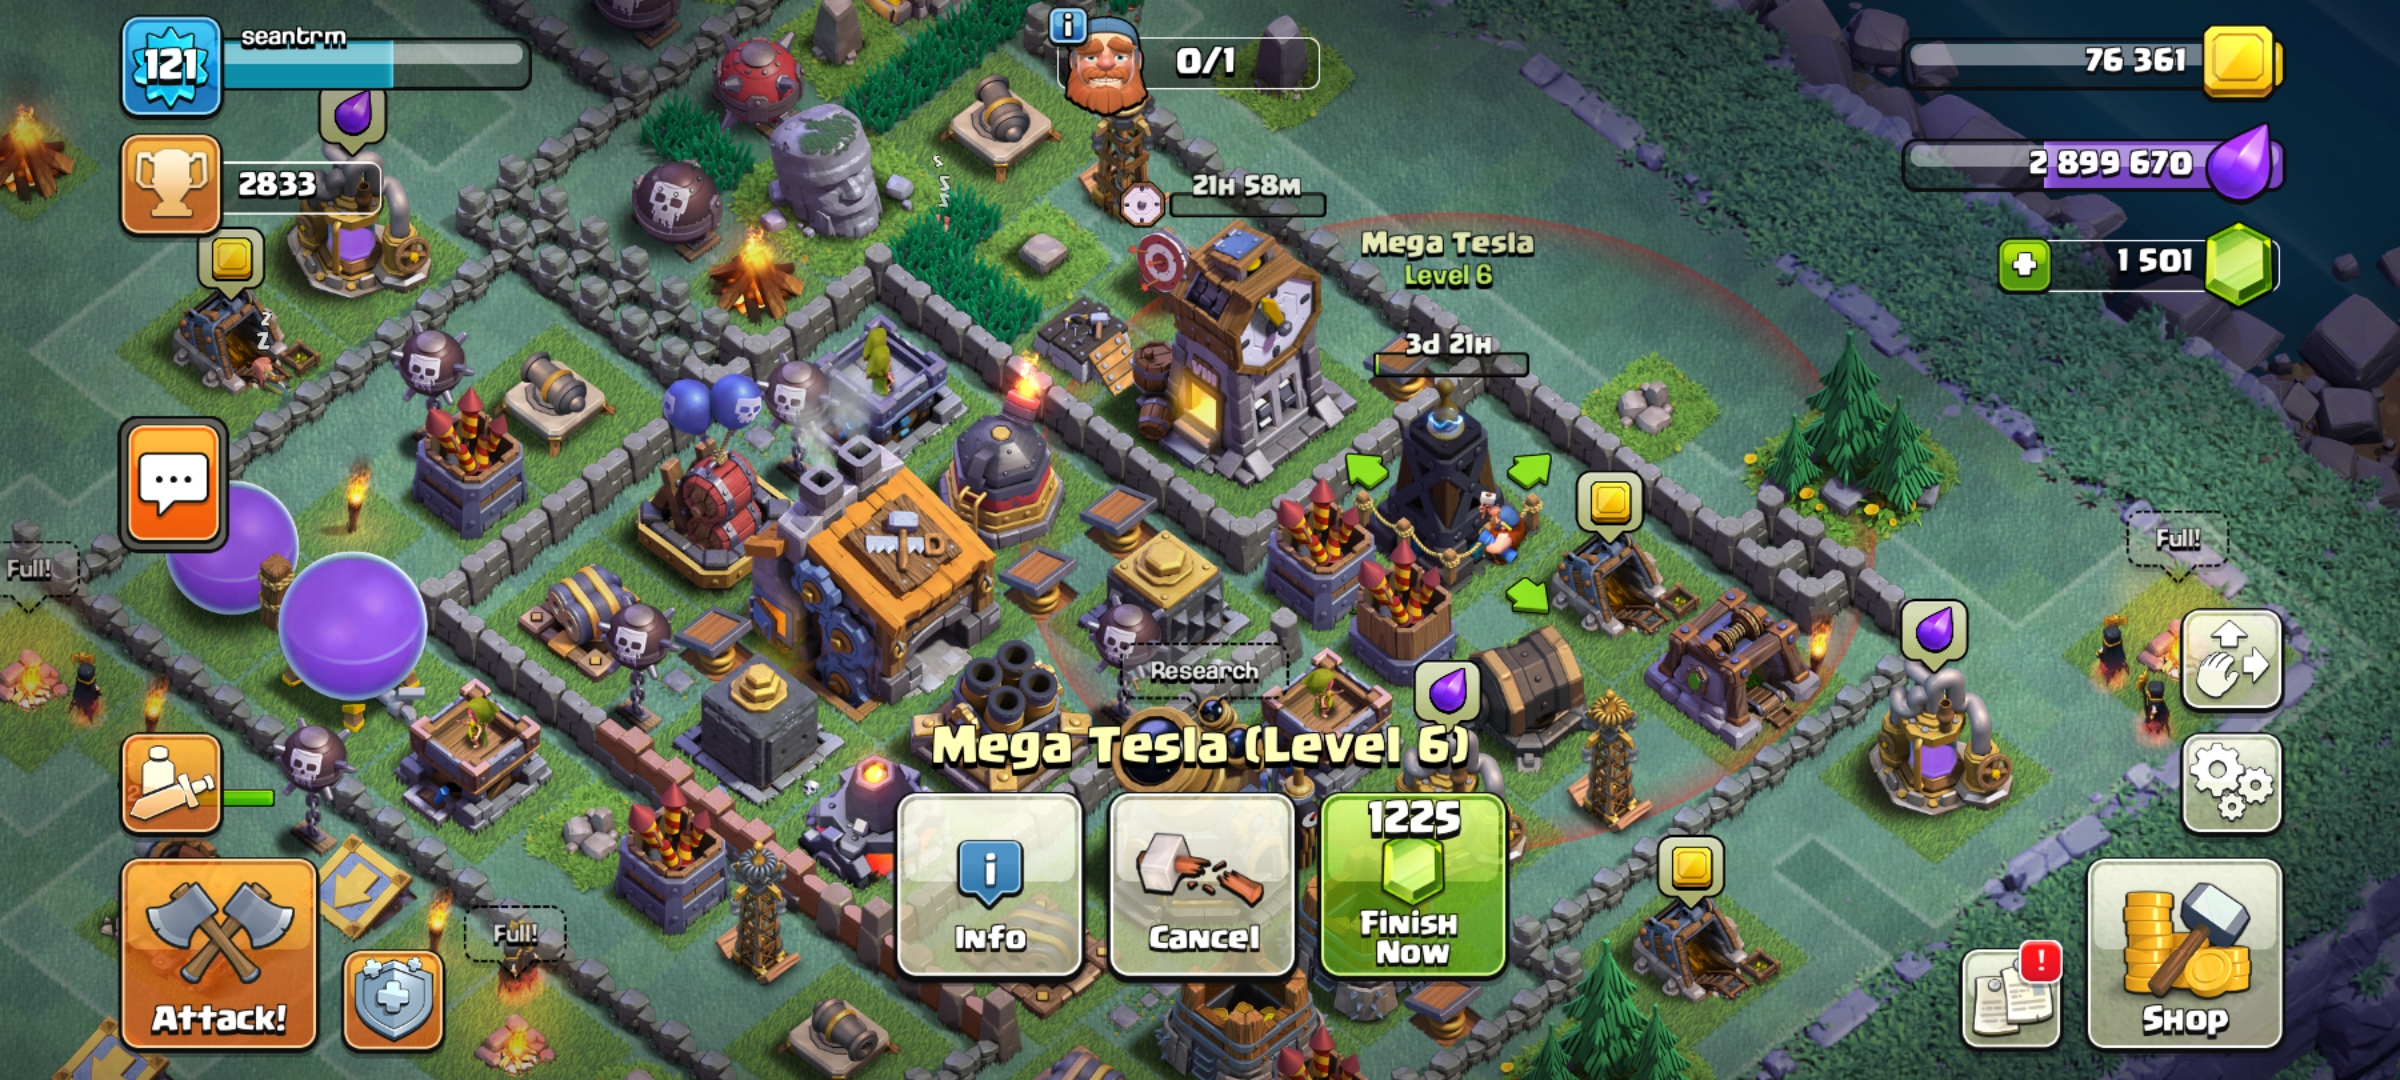 121
seantrm
0/1
76 361
2833
21H 58M
2 899 670
Mega Tesla
Level 6
1 501
z
z
3d 21H
VIII
Full!
Full!
Research
Mega Tesla (Level 6)
1225
Info
Cancel
Finish
Now
Full!
Attack!
!
Shop